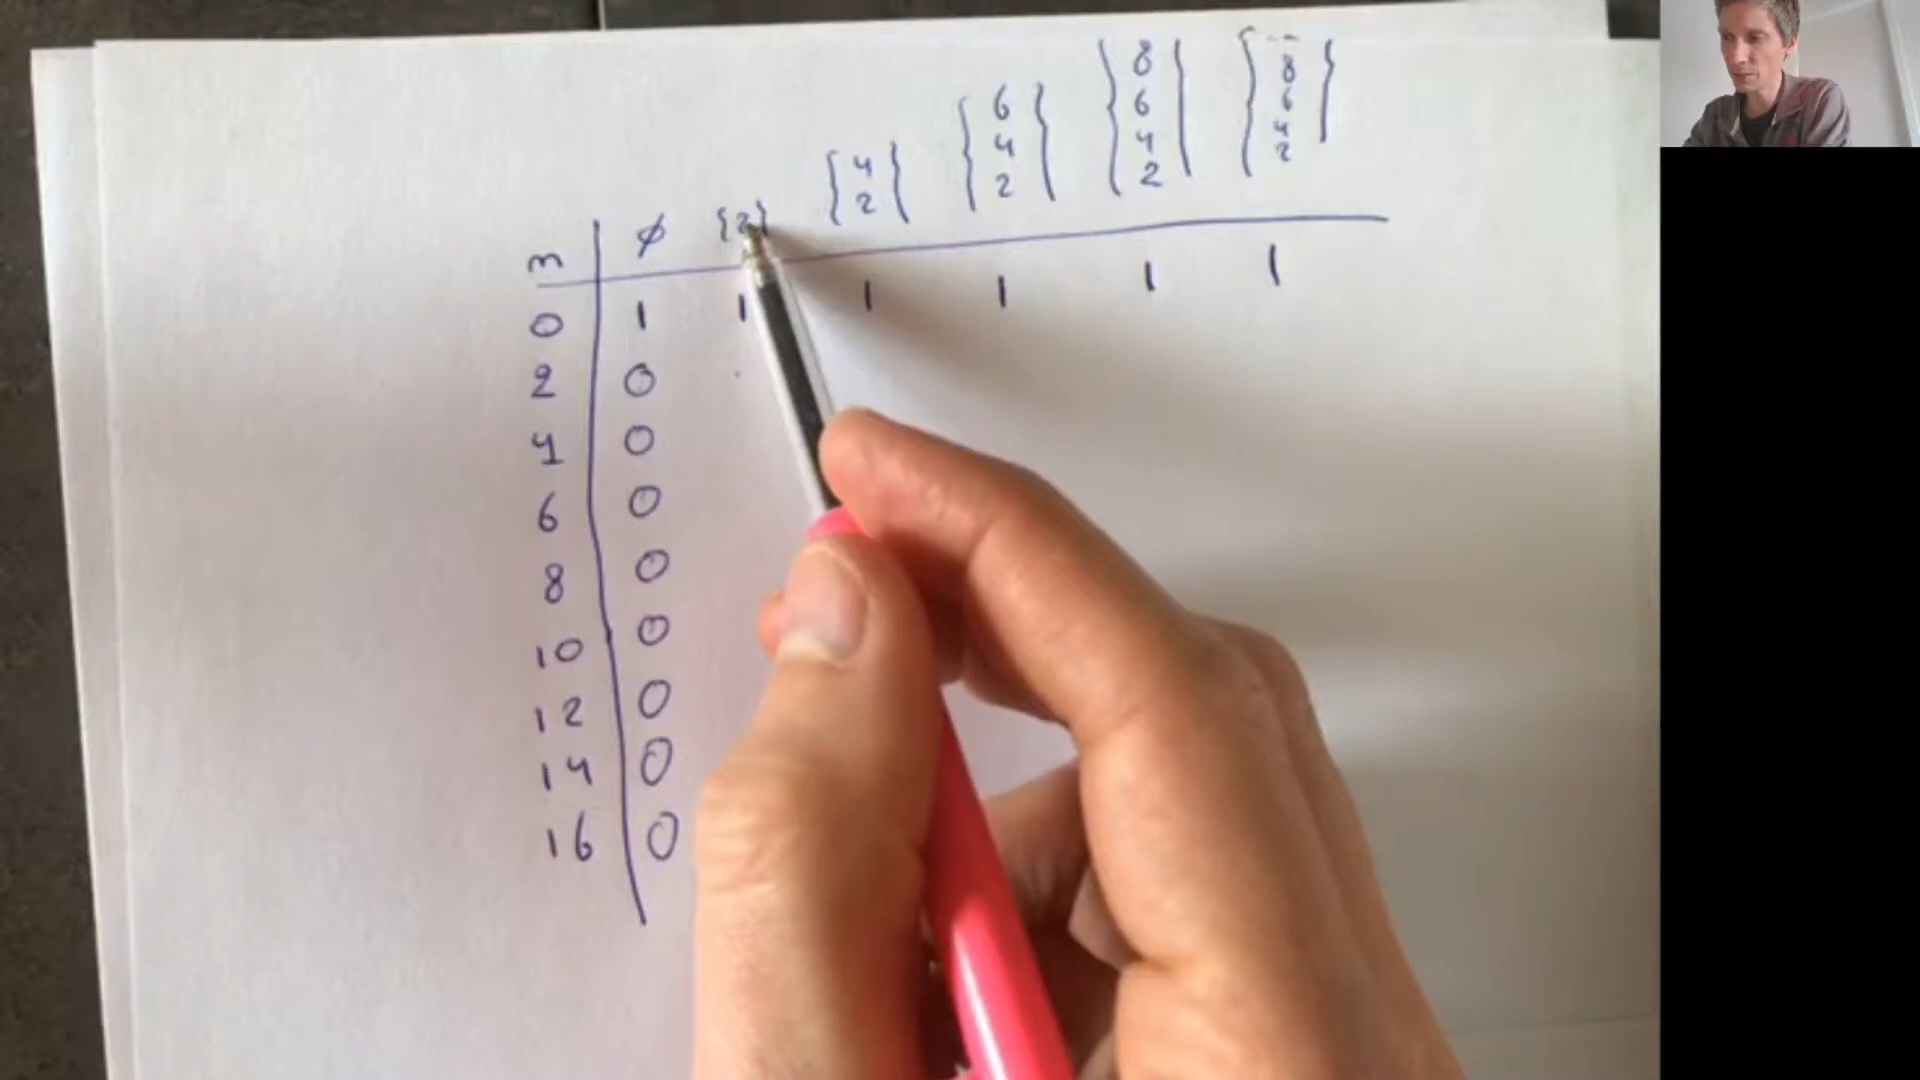 { -- 8 6 4 2 }
{ 8 6 4 2 }
{ 6 4 2 }
{ 4 2 }
m ∅ {2}
0 1 1 1 1 1 1
2 0
4 0
6 0
8 0
10 0
12 0
14 0
16 0